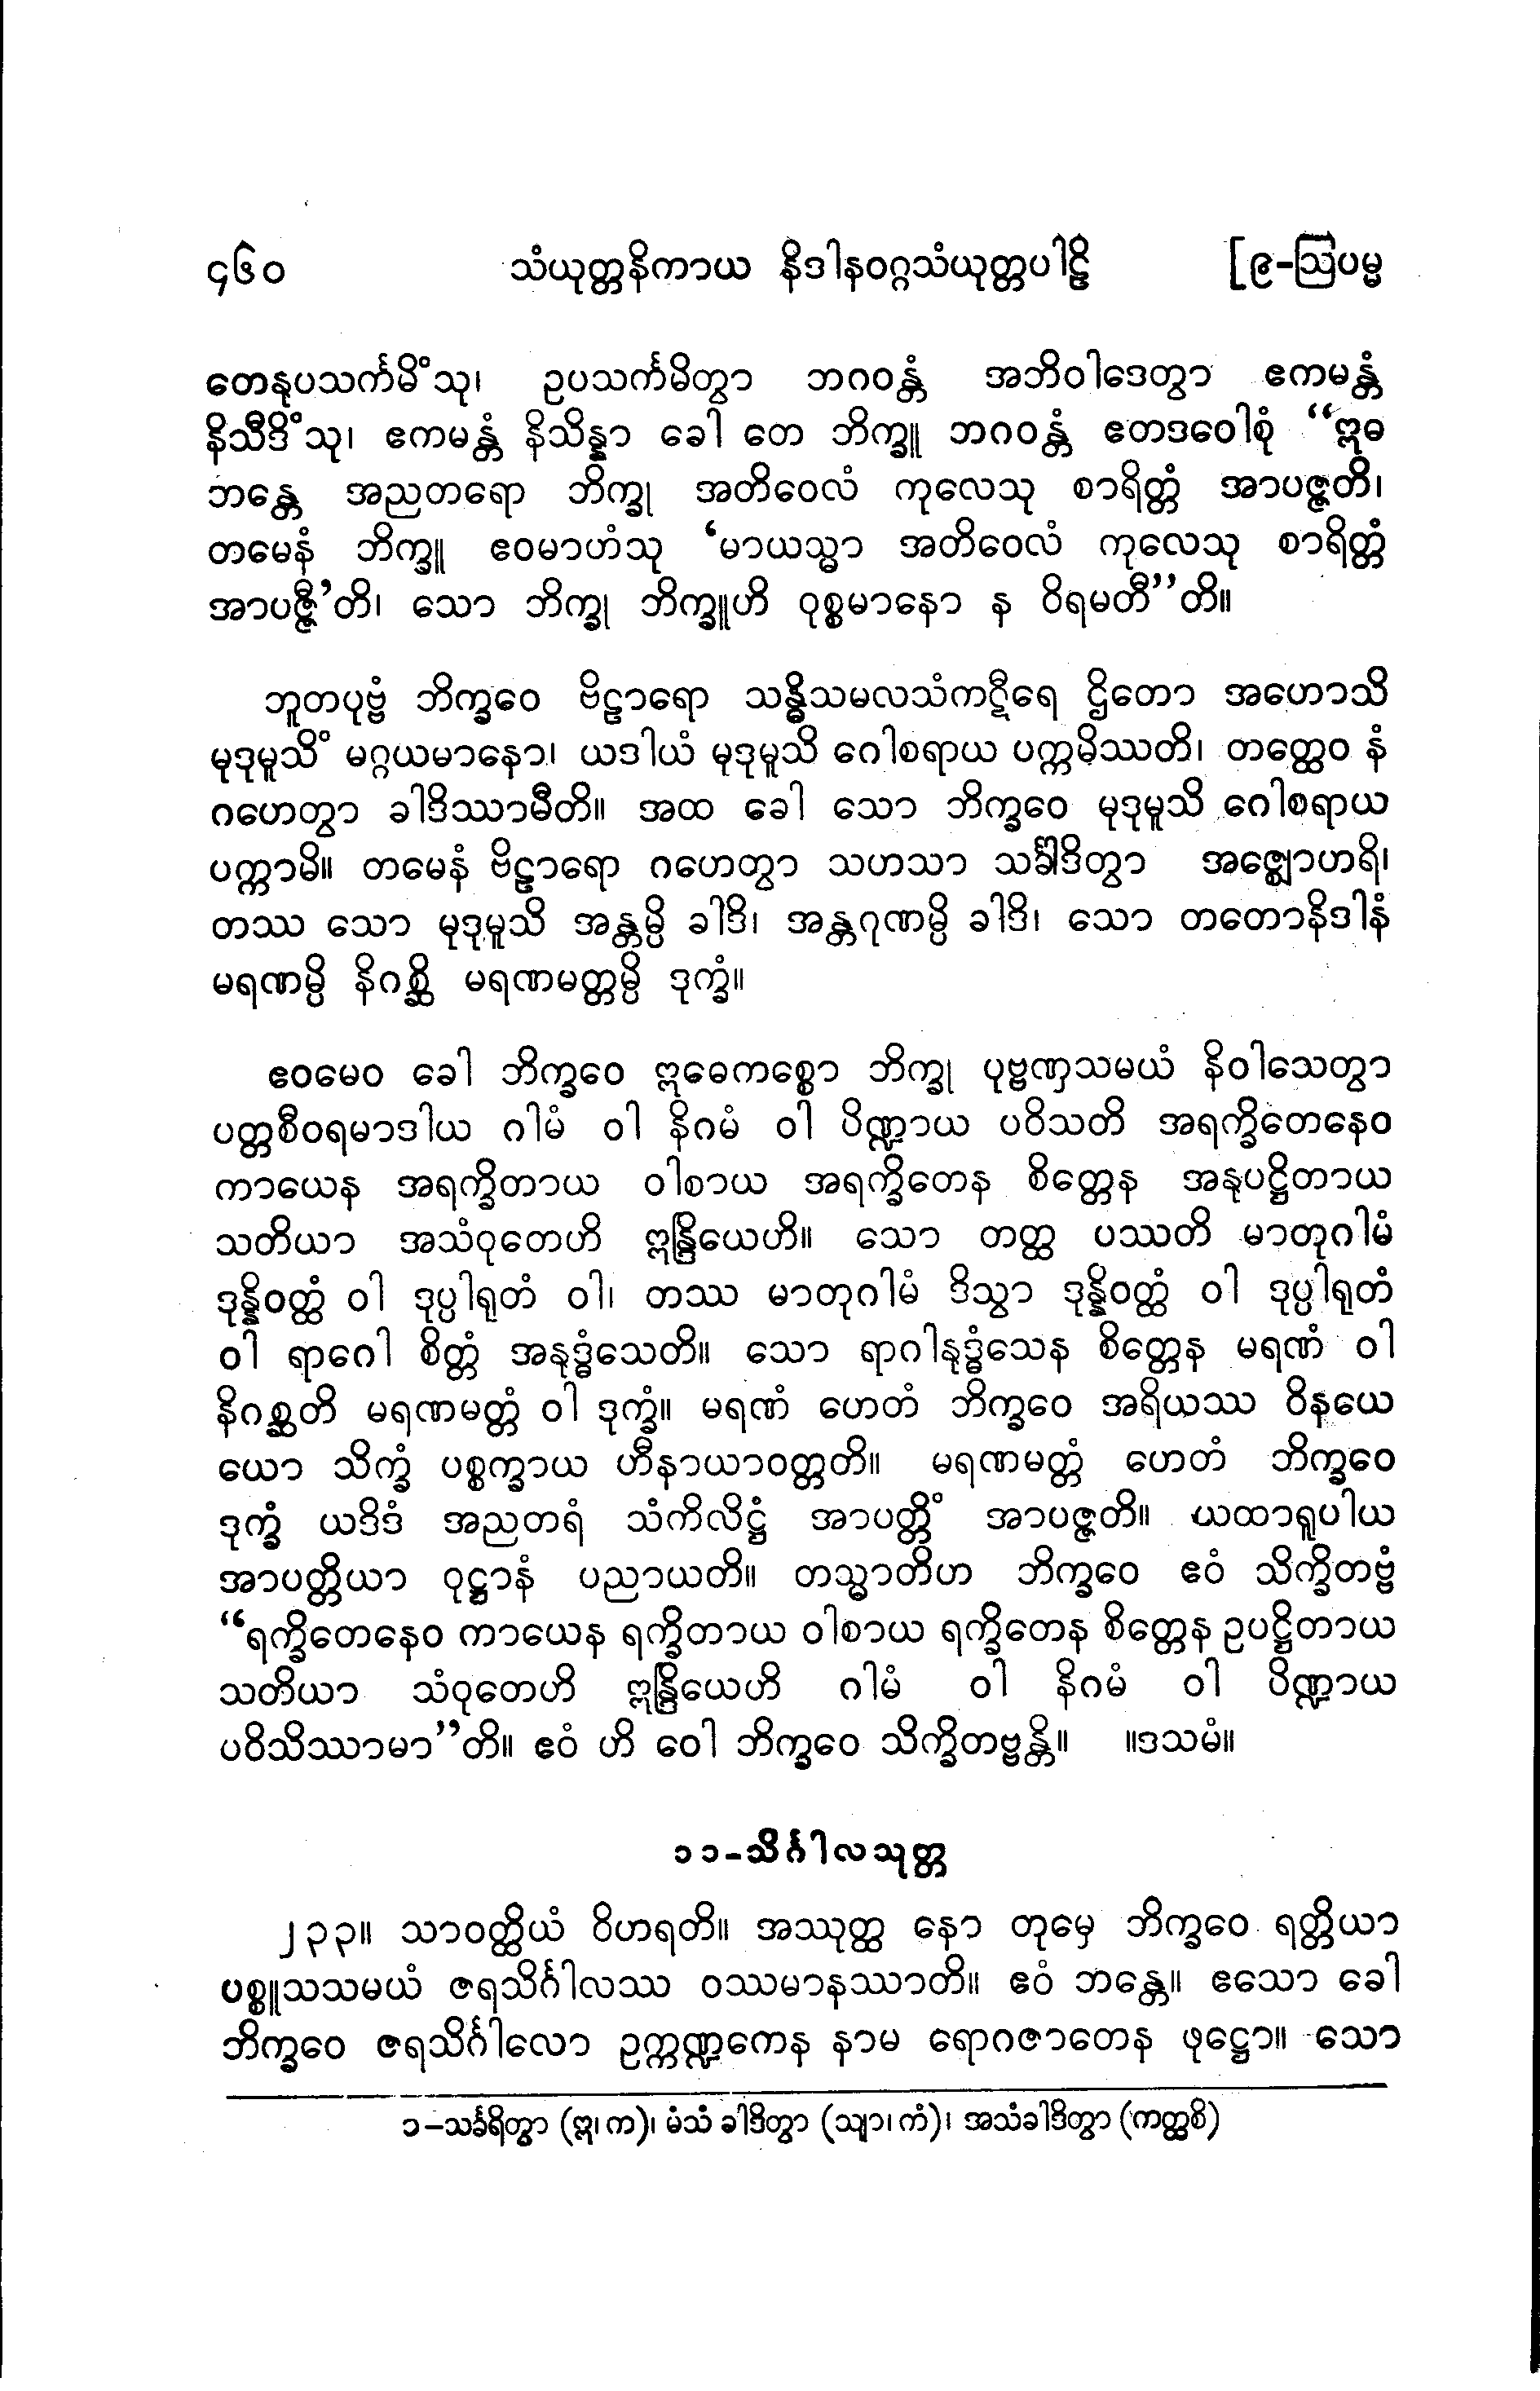 ၄၆၀ သံယုတ္တနိကာယ နိဒါနဝဂ္ဂသံယုတ္တပါဠိ [၉-ဩပမ္မ
တေနုပသင်္ကမိံသု၊ ဥပသင်္ကမိတွာ ဘဂဝန္တံ အဘိဝါဒေတွာ ဧကမန္တံ
နိသီဒိံသု၊ ဧကမန္တံ နိသိန္နာ ခေါ တေ ဘိက္ခူ ဘဂဝန္တံ ဧတဒဝေါစုံ “ဣဓ
ဘန္တေ အညတရော ဘိက္ခု အတိဝေလံ ကုလေသု စာရိတ္တံ အာပဇ္ဇတိ၊
တမေနံ ဘိက္ခူ ဧဝမာဟံသု ‘မာယသ္မာ အတိဝေလံ ကုလေသု စာရိတ္တံ
အာပဇ္ဇီ’တိ၊ သော ဘိက္ခု ဘိက္ခူဟိ ဝုစ္စမာနော န ဝိရမတီ”တိ။
ဘူတပုဗ္ဗံ ဘိက္ခဝေ ဗိဠာရော သန္ဓိသမလသံကဋီရေ ဌိတော အဟောသိ
မုဒုမူသိံ မဂ္ဂယမာနော၊ ယဒါယံ မုဒုမူသိ ဂေါစရာယ ပက္ကမိဿတိ၊ တတ္ထေဝ နံ
ဂဟေတွာ ခါဒိဿာမီတိ။ အထ ခေါ သော ဘိက္ခဝေ မုဒုမူသိ ဂေါစရာယ
ပက္ကာမိ။ တမေနံ ဗိဠာရော ဂဟေတွာ သဟသာ သင်္ခါဒိတွာ အဇ္ဈောဟရိ၊
တဿ သော မုဒုမူသိ အန္တမ္ပိ ခါဒိ၊ အန္တဂုဏမ္ပိ ခါဒိ၊ သော တတောနိဒါနံ
မရဏမ္ပိ နိဂစ္ဆိ မရဏမတ္တမ္ပိ ဒုက္ခံ။
ဧဝမေဝ ခေါ ဘိက္ခဝေ ဣဓေကစ္စော ဘိက္ခု ပုဗ္ဗဏှသမယံ နိဝါသေတွာ
ပတ္တစီဝရမာဒါယ ဂါမံ ဝါ နိဂမံ ဝါ ပိဏ္ဍာယ ပဝိသတိ အရက္ခိတေနေဝ
ကာယေန အရက္ခိတာယ ဝါစာယ အရက္ခိတေန စိတ္တေန အနုပဋ္ဌိတာယ
သတိယာ အသံဝုတေဟိ ဣန္ဒြိယေဟိ။ သော တတ္ထ ပဿတိ မာတုဂါမံ
ဒုန္နိဝတ္ထံ ဝါ ဒုပ္ပါရုတံ ဝါ၊ တဿ မာတုဂါမံ ဒိသွာ ဒုန္နိဝတ္ထံ ဝါ ဒုပ္ပါရုတံ
ဝါ ရာဂေါ စိတ္တံ အနုဒ္ဓံသေတိ။ သော ရာဂါနုဒ္ဓံသေန စိတ္တေန မရဏံ ဝါ
နိဂစ္ဆတိ မရဏမတ္တံ ဝါ ဒုက္ခံ။ မရဏံ ဟေတံ ဘိက္ခဝေ အရိယဿ ဝိနယေ
ယော သိက္ခံ ပစ္စက္ခာယ ဟီနာယာဝတ္တတိ။ မရဏမတ္တံ ဟေတံ ဘိက္ခဝေ
ဒုက္ခံ ယဒိဒံ အညတရံ သံကိလိဋ္ဌံ အာပတ္တိံ အာပဇ္ဇတိ။ ယထာရူပါယ
အာပတ္တိယာ ဝုဋ္ဌာနံ ပညာယတိ။ တသ္မာတိဟ ဘိက္ခဝေ ဧဝံ သိက္ခိတဗ္ဗံ
“ရက္ခိတေနေဝ ကာယေန ရက္ခိတာယ ဝါစာယ ရက္ခိတေန စိတ္တေန ဥပဋ္ဌိတာယ
သတိယာ သံဝုတေဟိ ဣန္ဒြိယေဟိ ဂါမံ ဝါ နိဂမံ ဝါ ပိဏ္ဍာယ
ပဝိသိဿာမာ”တိ။ ဧဝံ ဟိ ဝေါ ဘိက္ခဝေ သိက္ခိတဗ္ဗန္တိ။ ။ဒသမံ။
၁၁-သိင်္ဂါလသုတ္တ
၂၃၃။ သာဝတ္ထိယံ ဝိဟရတိ။ အဿုတ္ထ နော တုမှေ ဘိက္ခဝေ ရတ္တိယာ
ပစ္စူသသမယံ ဇရသိင်္ဂါလဿ ဝဿမာနဿာတိ။ ဧဝံ ဘန္တေ။ ဧသော ခေါ
ဘိက္ခဝေ ဇရသိင်္ဂါလော ဥက္ကဏ္ဍကေန နာမ ရောဂဇာတေန ဖုဋ္ဌော။ သော
၁-သင်္ခရိတွာ (ဣ၊ က)၊ မံသံ ခါဒိတွာ (သျာ၊ ကံ)၊ အသံခါဒိတွာ (ကတ္ထစိ)